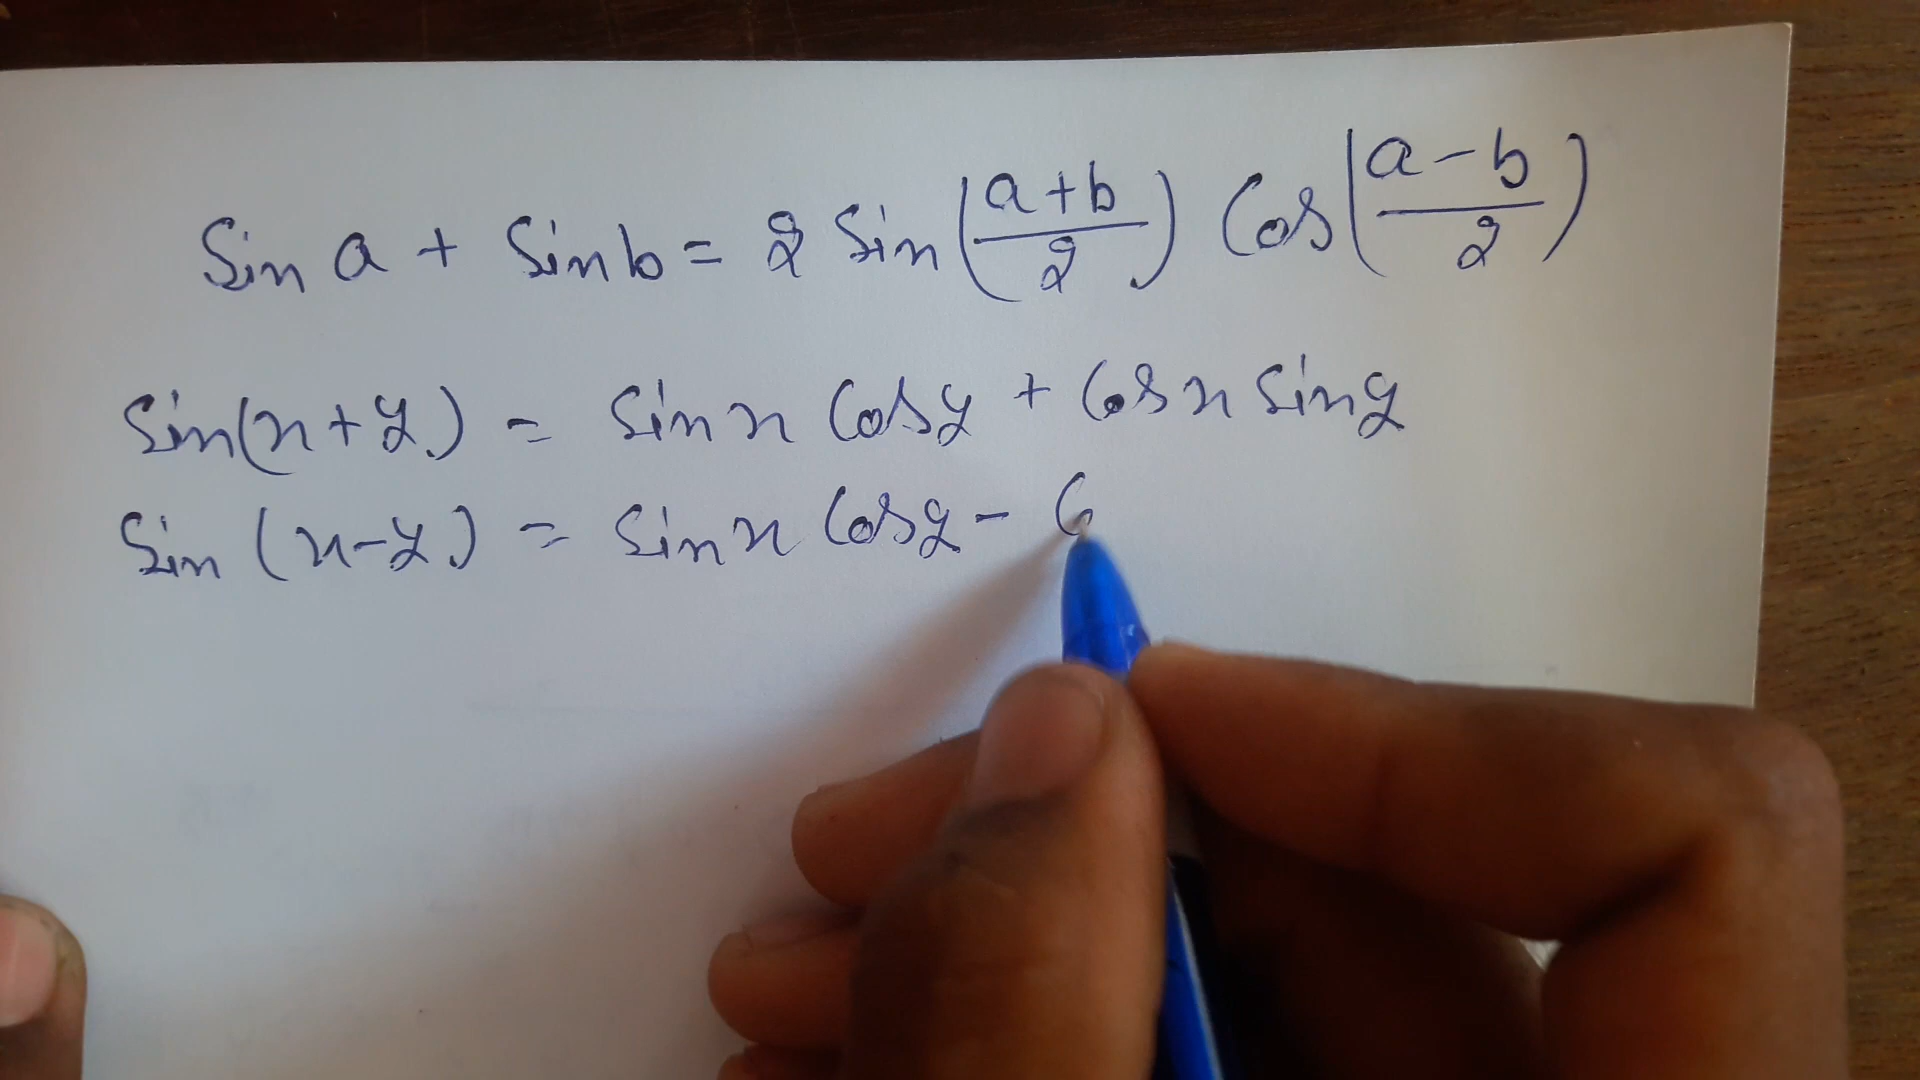 Sin a + Sin b = 2 Sin((a+b)/2) Cos((a-b)/2)
Sin(x+y) = Sin x Cos y + Cos x Sin y
Sin(x-y) = Sin x Cos y - C